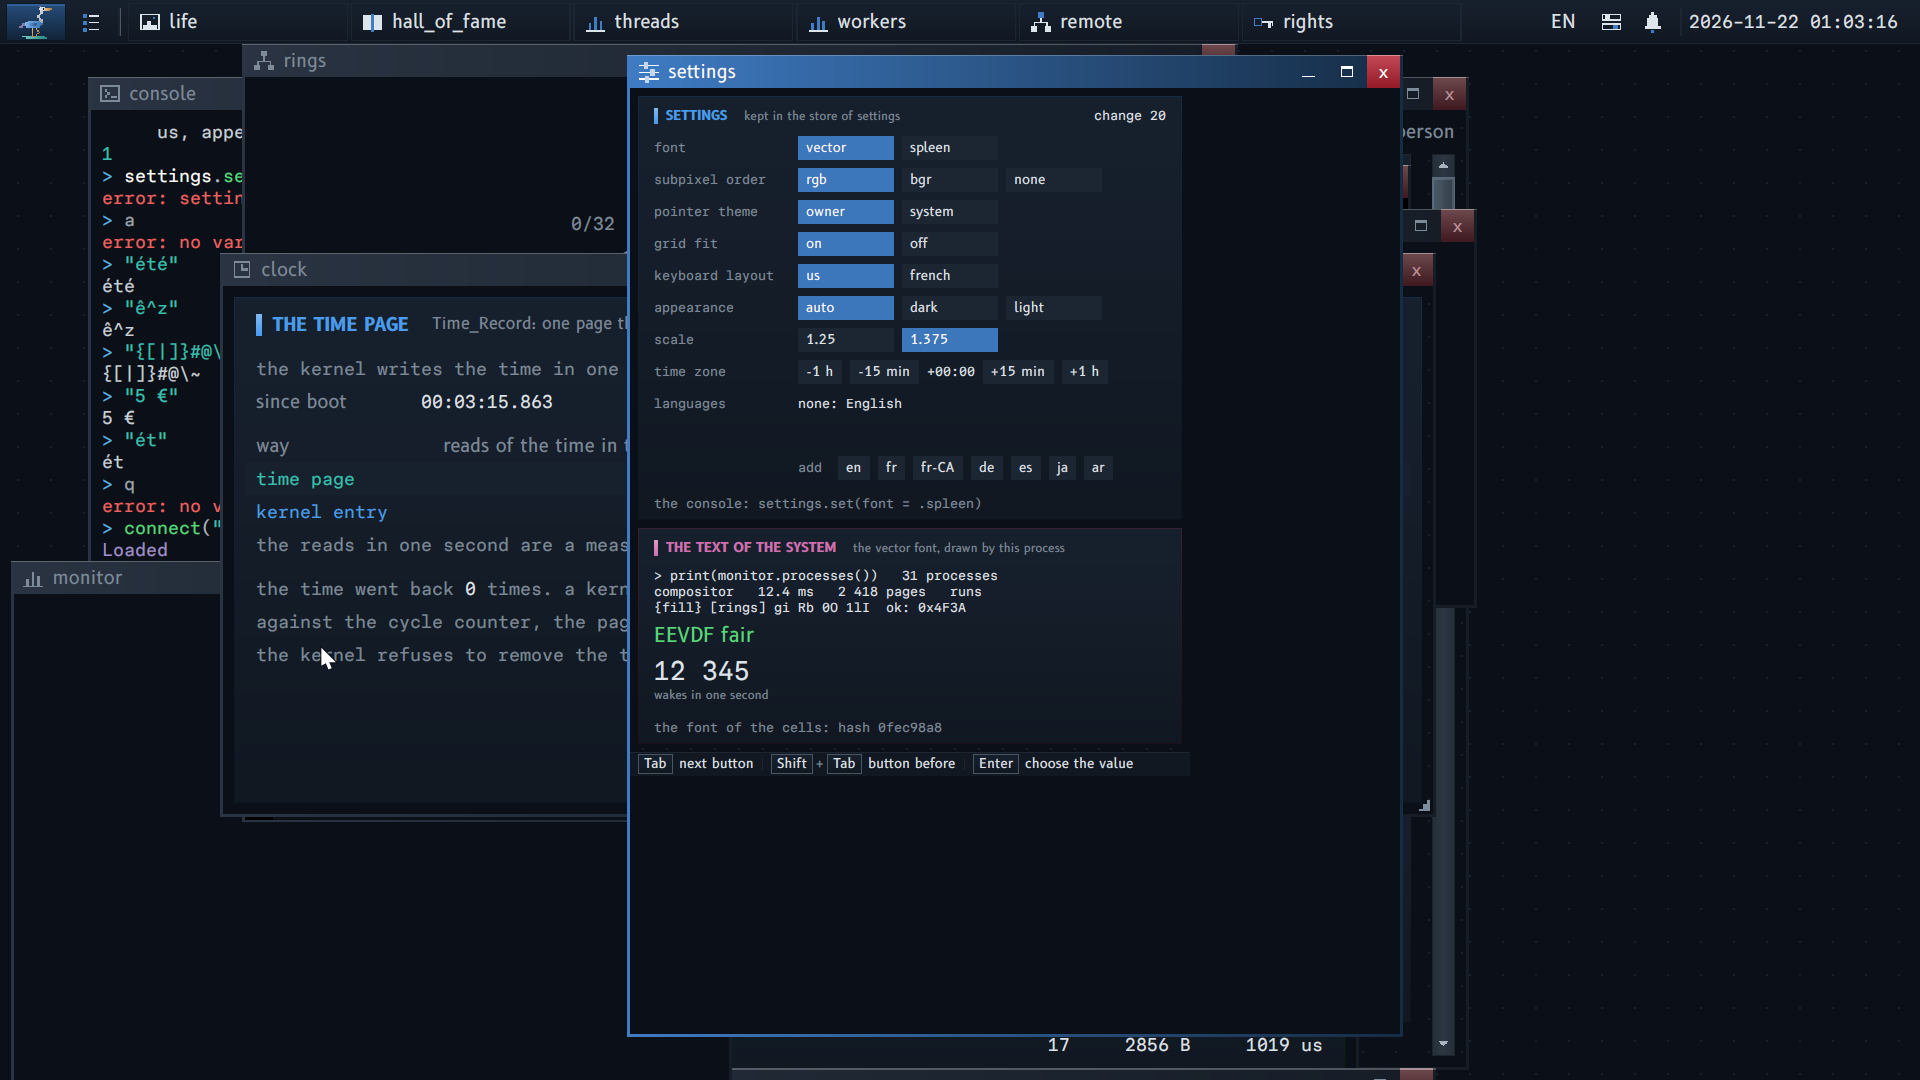 life hall_of_fame threads workers remote rights EN 2026-11-22 01:03:16
rings
0/32
console
us, appe
1
> settings.se
error: settin
> a
error: no var
> "été"
été
> "ê^z"
ê^z
> "{[|]}#@\
{[|]}#@\~
> "5 €"
5 €
> "ét"
ét
> q
error: no v
> connect("
Loaded
monitor
clock
THE TIME PAGE Time_Record: one page th
the kernel writes the time in one
since boot 00:03:15.863
way reads of the time in t
time page
kernel entry
the reads in one second are a meas
the time went back 0 times. a kern
against the cycle counter, the pag
the kernel refuses to remove the t
settings
x
SETTINGS kept in the store of settings change 20
font vector spleen
subpixel order rgb bgr none
pointer theme owner system
grid fit on off
keyboard layout us french
appearance auto dark light
scale 1.25 1.375
time zone -1 h -15 min +00:00 +15 min +1 h
languages none: English
add en fr fr-CA de es ja ar
the console: settings.set(font = .spleen)
THE TEXT OF THE SYSTEM the vector font, drawn by this process
> print(monitor.processes()) 31 processes
compositor 12.4 ms 2 418 pages runs
{fill} [rings] gi Rb 0O 1lI ok: 0x4F3A
EEVDF fair
12 345
wakes in one second
the font of the cells: hash 0fec98a8
Tab next button Shift + Tab button before Enter choose the value
x
person
x
x
17 2856 B 1019 us